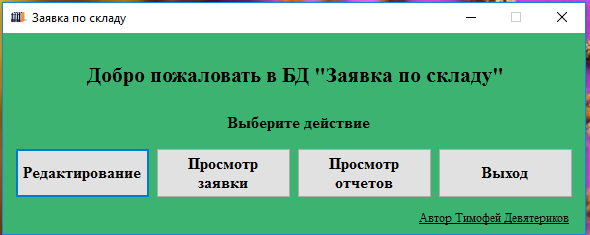 Заявка по складу
Добро пожаловать в БД "Заявка по складу"
Выберите действие
Редактирование
Просмотр
заявки
Просмотр
отчетов
Выход
Автор Тимофей Девятериков